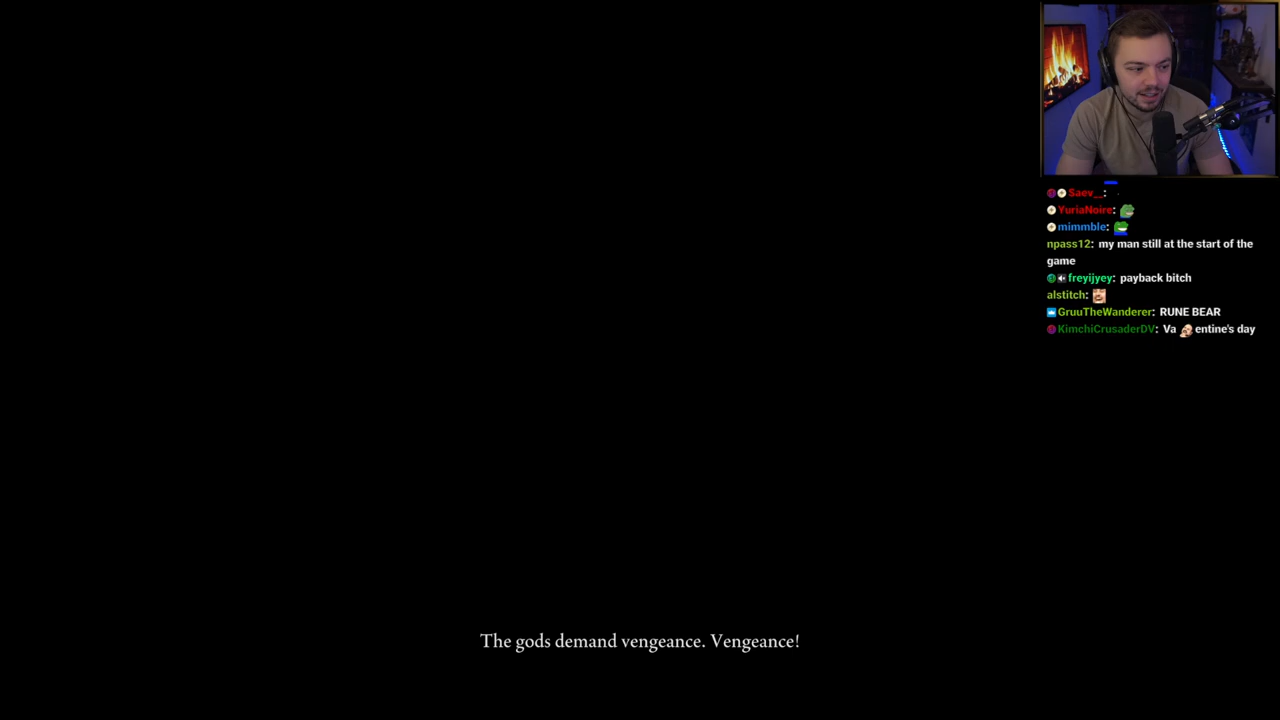 Saev__:
YuriaNoire:
mimmble:
npass12: my man still at the start of the
game
freyijyey: payback bitch
alstitch:
GruuTheWanderer: RUNE BEAR
KimchiCrusaderDV: Va entine's day
The gods demand vengeance. Vengeance!